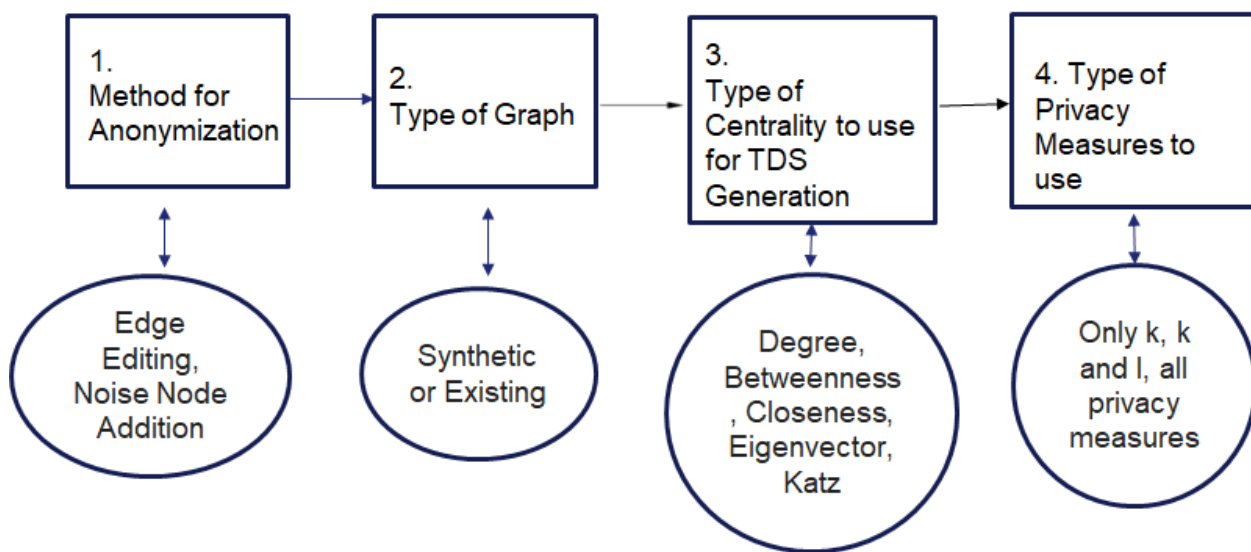 1.
Method for
Anonymization
2.
Type of Graph
3.
Type of
Centrality to use
for TDS
Generation
4. Type of
Privacy
Measures to
use
Edge
Editing,
Noise Node
Addition
Synthetic
or Existing
Degree,
Betweenness
, Closeness,
Eigenvector,
Katz
Only k, k
and l, all
privacy
measures